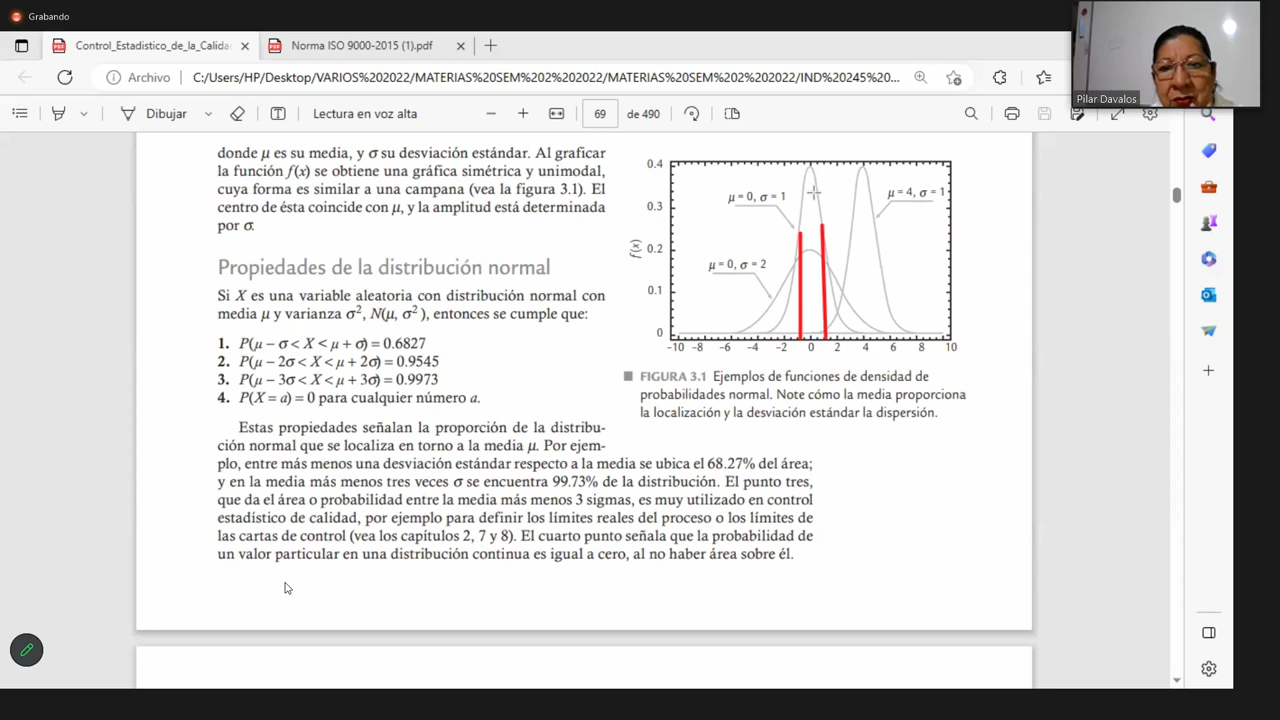 Grabando
Control_Estadistico_de_la_Calida
Norma ISO 9000-2015 (1).pdf
Archivo
C:/Users/HP/Desktop/VARIOS%202022/MATERIAS%20SEM%202%202022/MATERIAS%20SEM%202%202022/IND%20245%20...
Pilar Davalos
Dibujar
Lectura en voz alta
69
de 490
donde μ es su media, y σ su desviación estándar. Al graficar
la función f(x) se obtiene una gráfica simétrica y unimodal,
cuya forma es similar a una campana (vea la figura 3.1). El
centro de ésta coincide con μ, y la amplitud está determinada
por σ.
Propiedades de la distribución normal
Si X es una variable aleatoria con distribución normal con
media μ y varianza σ², N(μ, σ²), entonces se cumple que:
1. P(μ − σ < X < μ + σ) = 0.6827
2. P(μ − 2σ < X < μ + 2σ) = 0.9545
3. P(μ − 3σ < X < μ + 3σ) = 0.9973
4. P(X = a) = 0 para cualquier número a.
Estas propiedades señalan la proporción de la distribu-
ción normal que se localiza en torno a la media μ. Por ejem-
plo, entre más menos una desviación estándar respecto a la media se ubica el 68.27% del área;
y en la media más menos tres veces σ se encuentra 99.73% de la distribución. El punto tres,
que da el área o probabilidad entre la media más menos 3 sigmas, es muy utilizado en control
estadístico de calidad, por ejemplo para definir los límites reales del proceso o los límites de
las cartas de control (vea los capítulos 2, 7 y 8). El cuarto punto señala que la probabilidad de
un valor particular en una distribución continua es igual a cero, al no haber área sobre él.
0.4
0.3
0.2
0.1
0
f(x)
μ = 0, σ = 1
μ = 4, σ = 1
μ = 0, σ = 2
-10 -8 -6 -4 -2 0 2 4 6 8 10
FIGURA 3.1 Ejemplos de funciones de densidad de
probabilidades normal. Note cómo la media proporciona
la localización y la desviación estándar la dispersión.